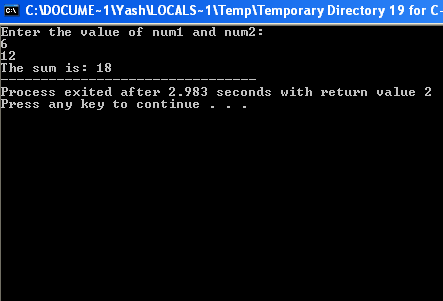 C:\DOCUME~1\Yash\LOCALS~1\Temp\Temporary Directory 19 for C-
Enter the value of num1 and num2:
6
12
The sum is: 18
--------------------------------
Process exited after 2.983 seconds with return value 2
Press any key to continue . . .